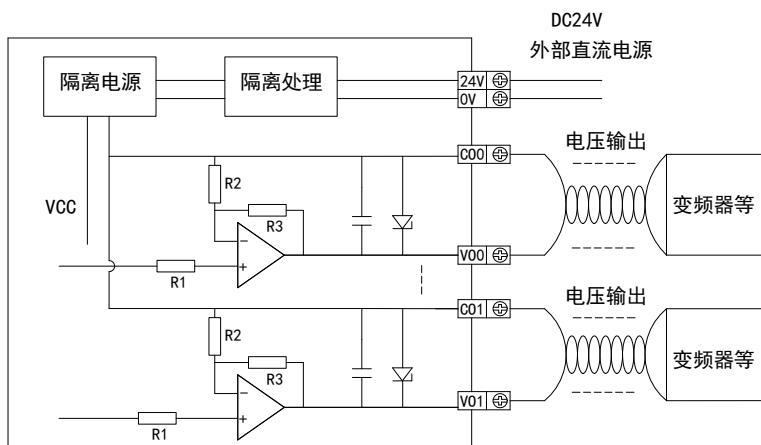 DC24V
外部直流电源
隔离电源
隔离处理
24V
0V
C00
电压输出
R2
VCC
R3
变频器等
−
+
R1
V00
电压输出
C01
R2
R3
变频器等
−
+
R1
V01